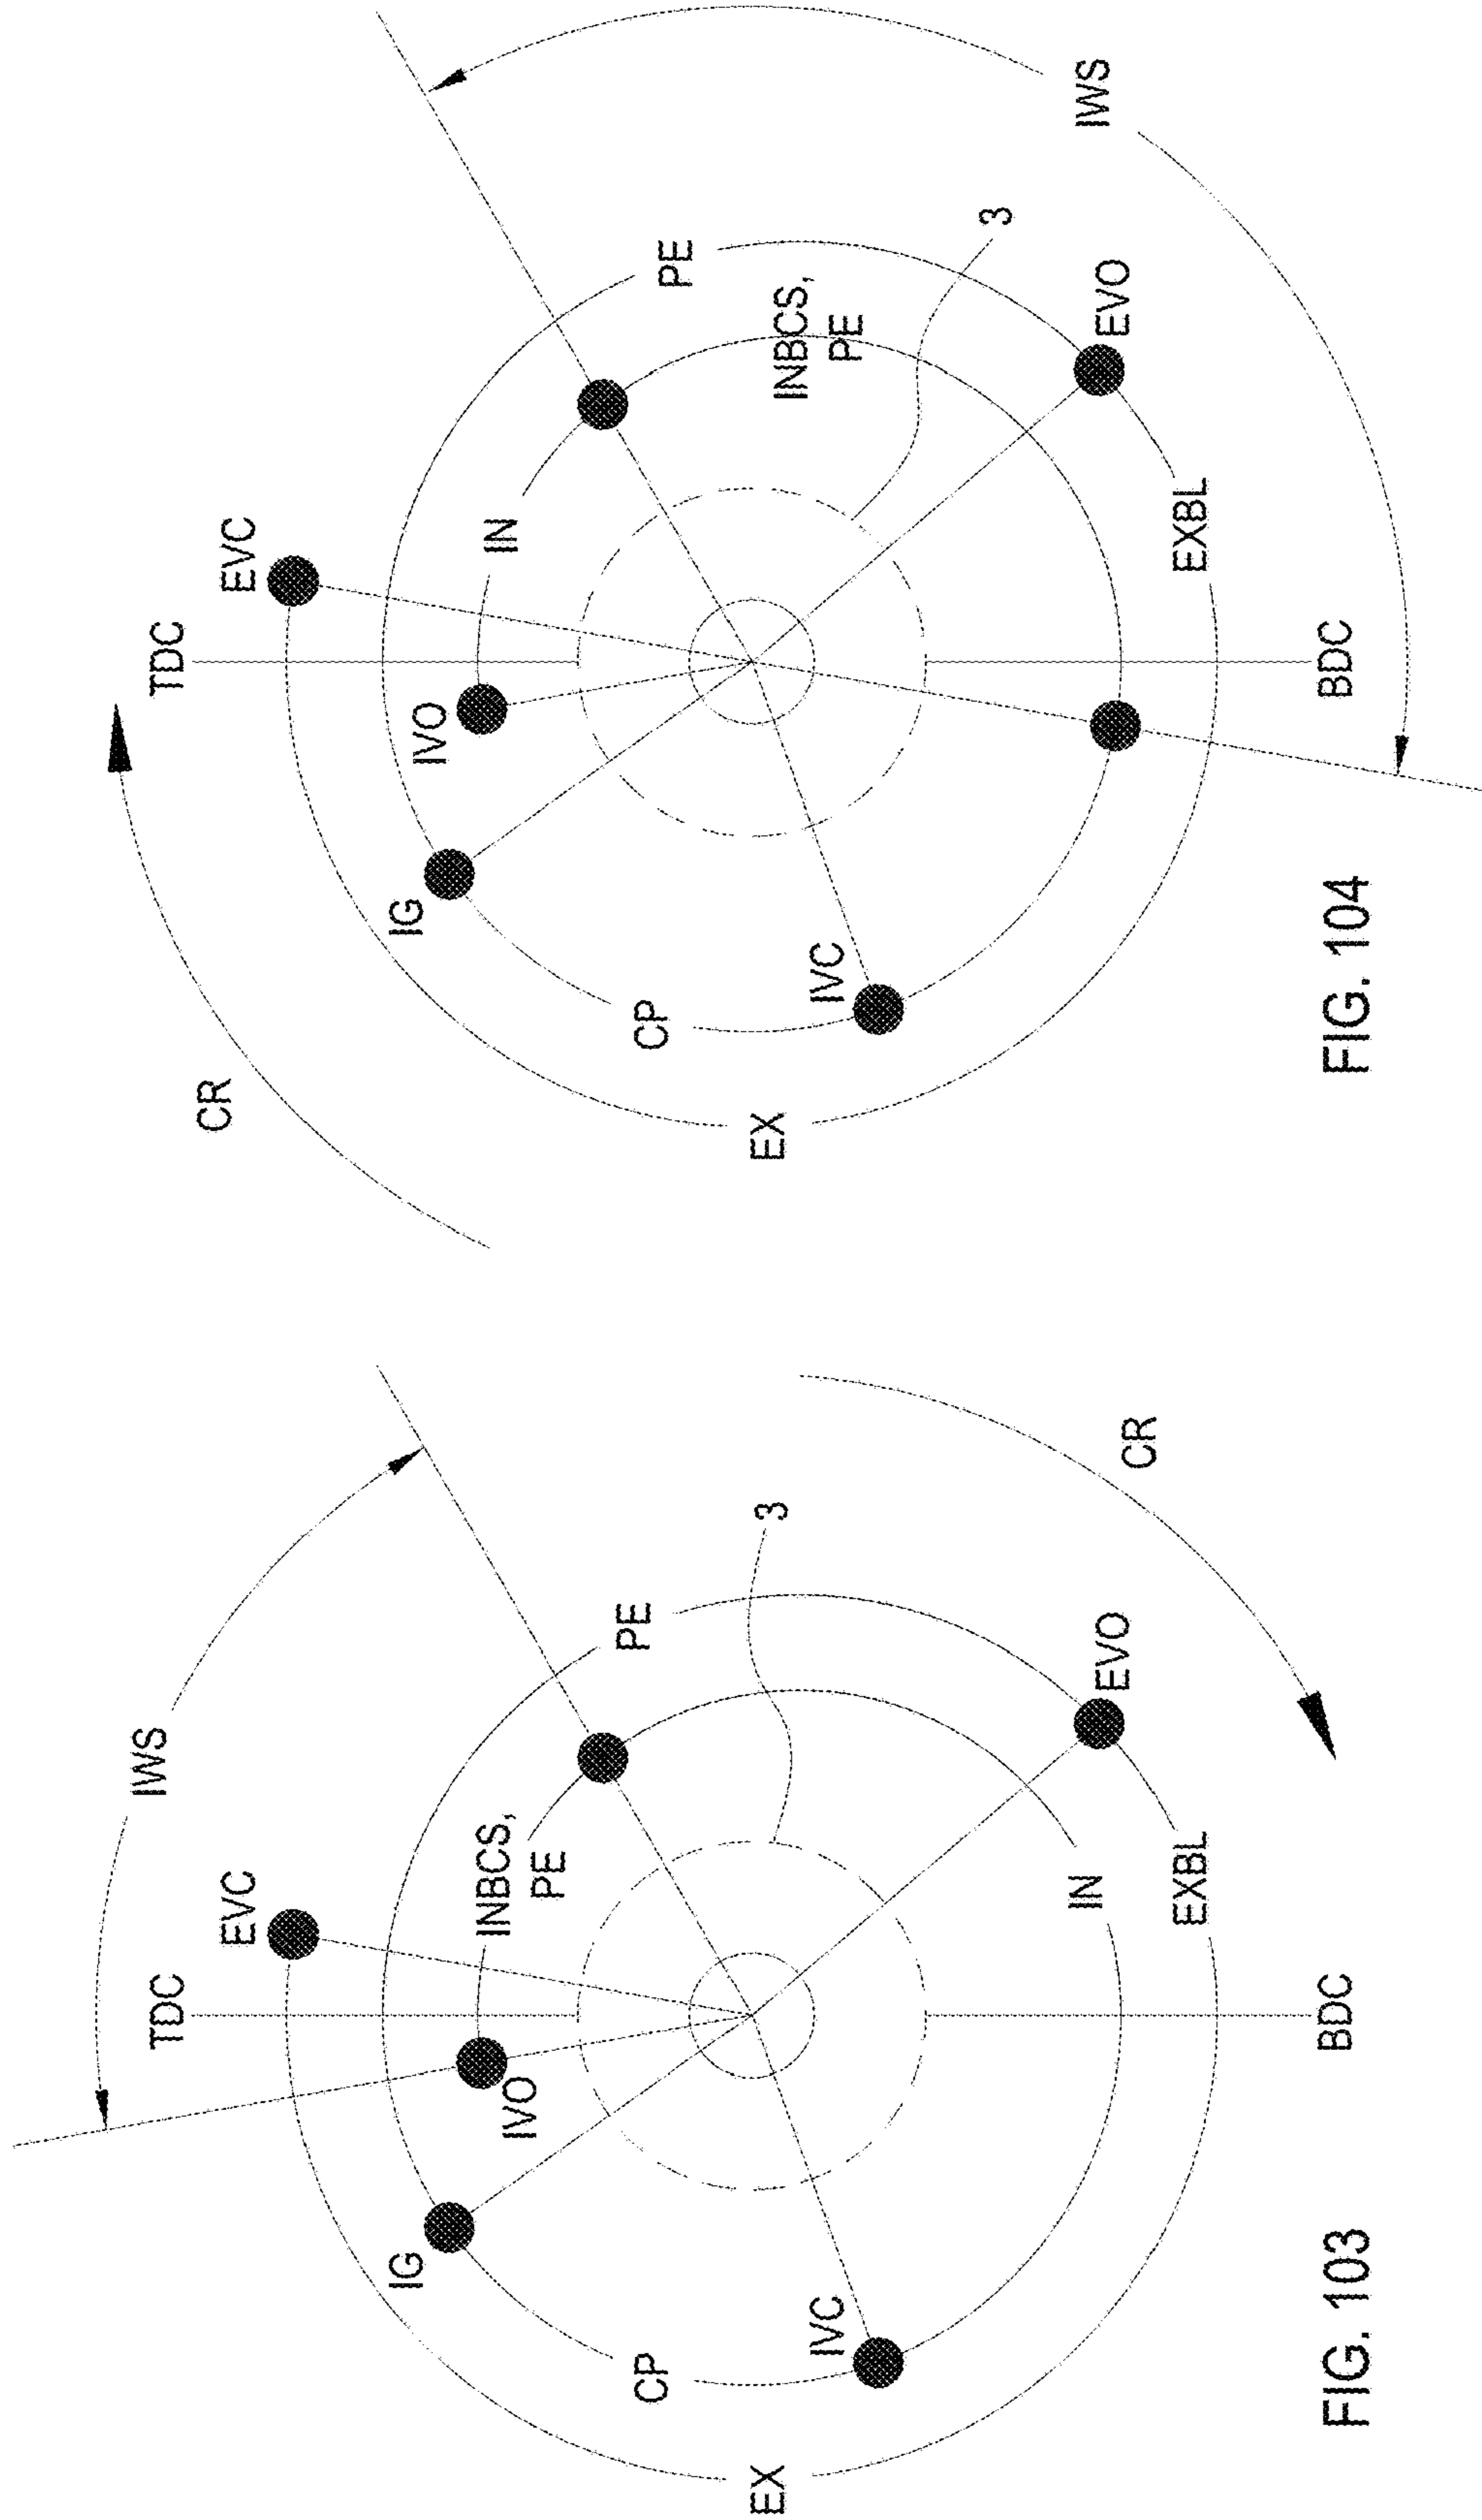 IWS
TDC
EVC
IVO
INBCS,
PE
PE
3
IG
CP
IVC
EX
IN
EVO
EXBL
BDC
CR
FIG. 103
CR
TDC
EVC
IVO
IN
PE
INBCS,
PE
3
IWS
IG
CP
IVC
EX
EVO
EXBL
BDC
FIG. 104